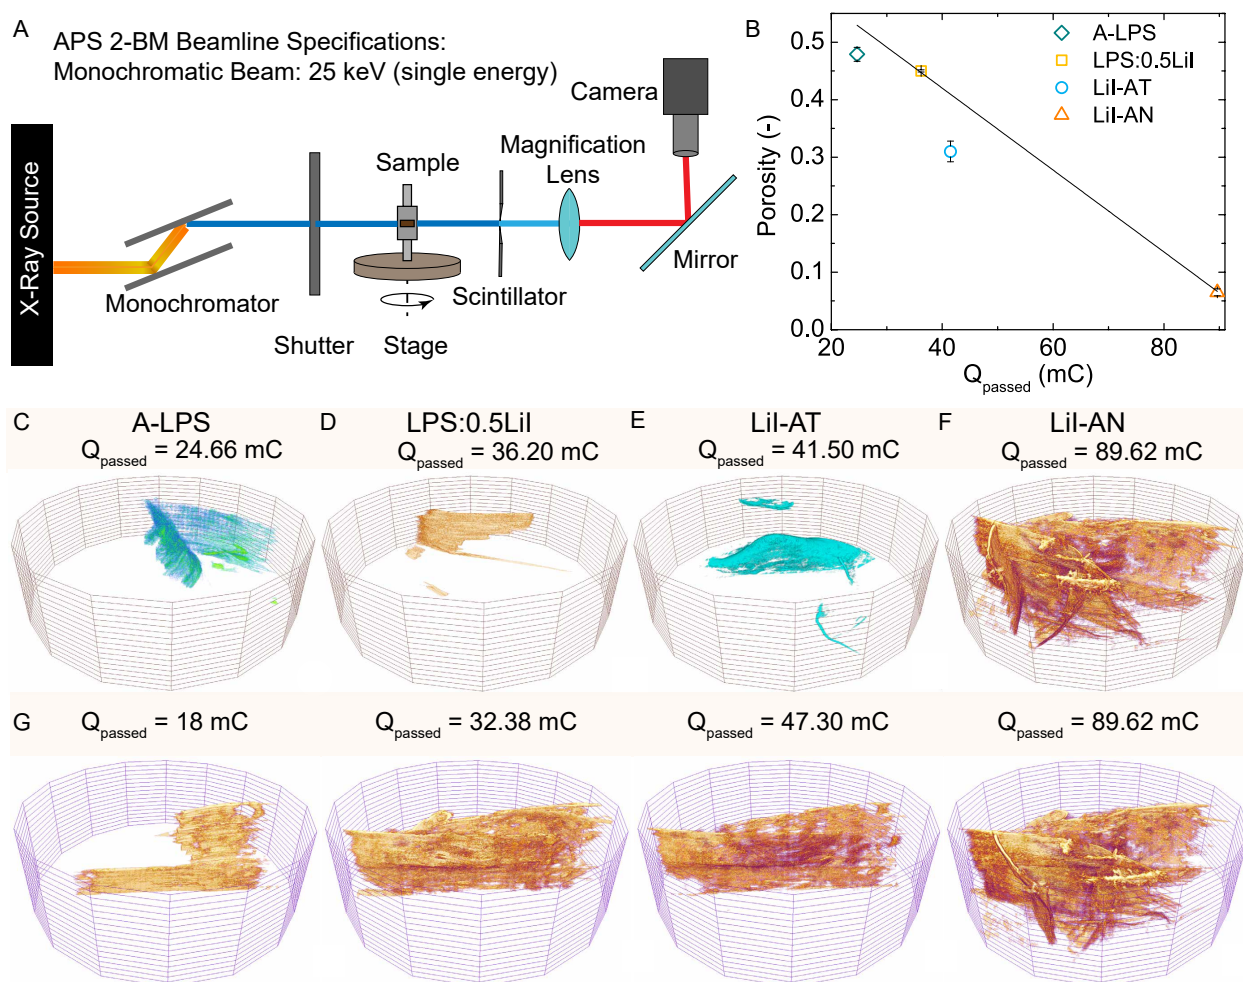 A
APS 2-BM Beamline Specifications:
Monochromatic Beam: 25 keV (single energy)
X-Ray Source
Monochromator
Shutter
Sample
Stage
Scintillator
Magnification
Lens
Camera
Mirror
B
A-LPS
LPS:0.5LiI
LiI-AT
LiI-AN
Porosity (-)
0.5
0.4
0.3
0.2
0.1
0.0
20
40
60
80
Qpassed (mC)
C
A-LPS
Qpassed = 24.66 mC
D
LPS:0.5LiI
Qpassed = 36.20 mC
E
LiI-AT
Qpassed = 41.50 mC
F
LiI-AN
Qpassed = 89.62 mC
G
Qpassed = 18 mC
Qpassed = 32.38 mC
Qpassed = 47.30 mC
Qpassed = 89.62 mC